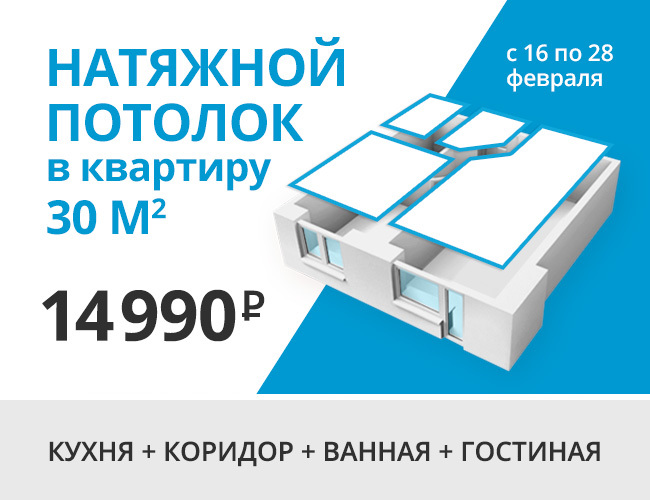 НАТЯЖНОЙ
ПОТОЛОК
в квартиру
30 М²
с 16 по 28
февраля
14 990 ₽
КУХНЯ + КОРИДОР + ВАННАЯ + ГОСТИНАЯ